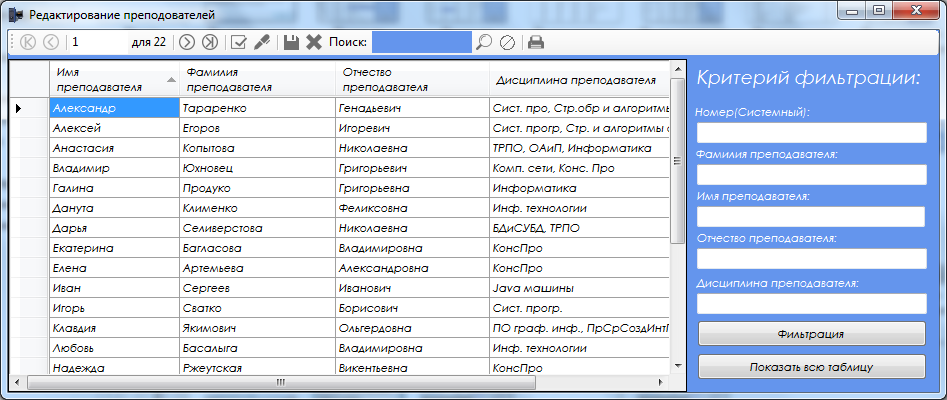 Редактирование преподователей
1 для 22 Поиск:
Имя преподавателя Фамилия преподавателя Отчество преподавателя Дисциплина преподавателя
Александр Тараренко Генадьевич Сист. про, Стр.обр и алгоритмы
Алексей Егоров Игоревич Сист. прогр, Стр. и алгоритмы
Анастасия Копытова Николаевна ТРПО, ОАиП, Информатика
Владимир Юхновец Григорьевич Комп. сети, Конс. Про
Галина Продуко Григорьевна Информатика
Данута Клименко Феликсовна Инф. технологии
Дарья Селиверстова Николаевна БДиСУБД, ТРПО
Екатерина Багласова Владимировна КонсПро
Елена Артемьева Александровна КонсПро
Иван Сергеев Иванович Java машины
Игорь Сватко Борисович Сист. прогр.
Клавдия Якимович Ольгердовна ПО граф. инф., ПрСрСоздИнтП
Любовь Басалыга Владимировна Инф. технологии
Надежда Ржеутская Викентьевна КонсПро
Критерий фильтрации:
Номер(Системный):
Фамилия преподавателя:
Имя преподавателя:
Отчество преподавателя:
Дисциплина преподавателя:
Фильтрация
Показать всю таблицу